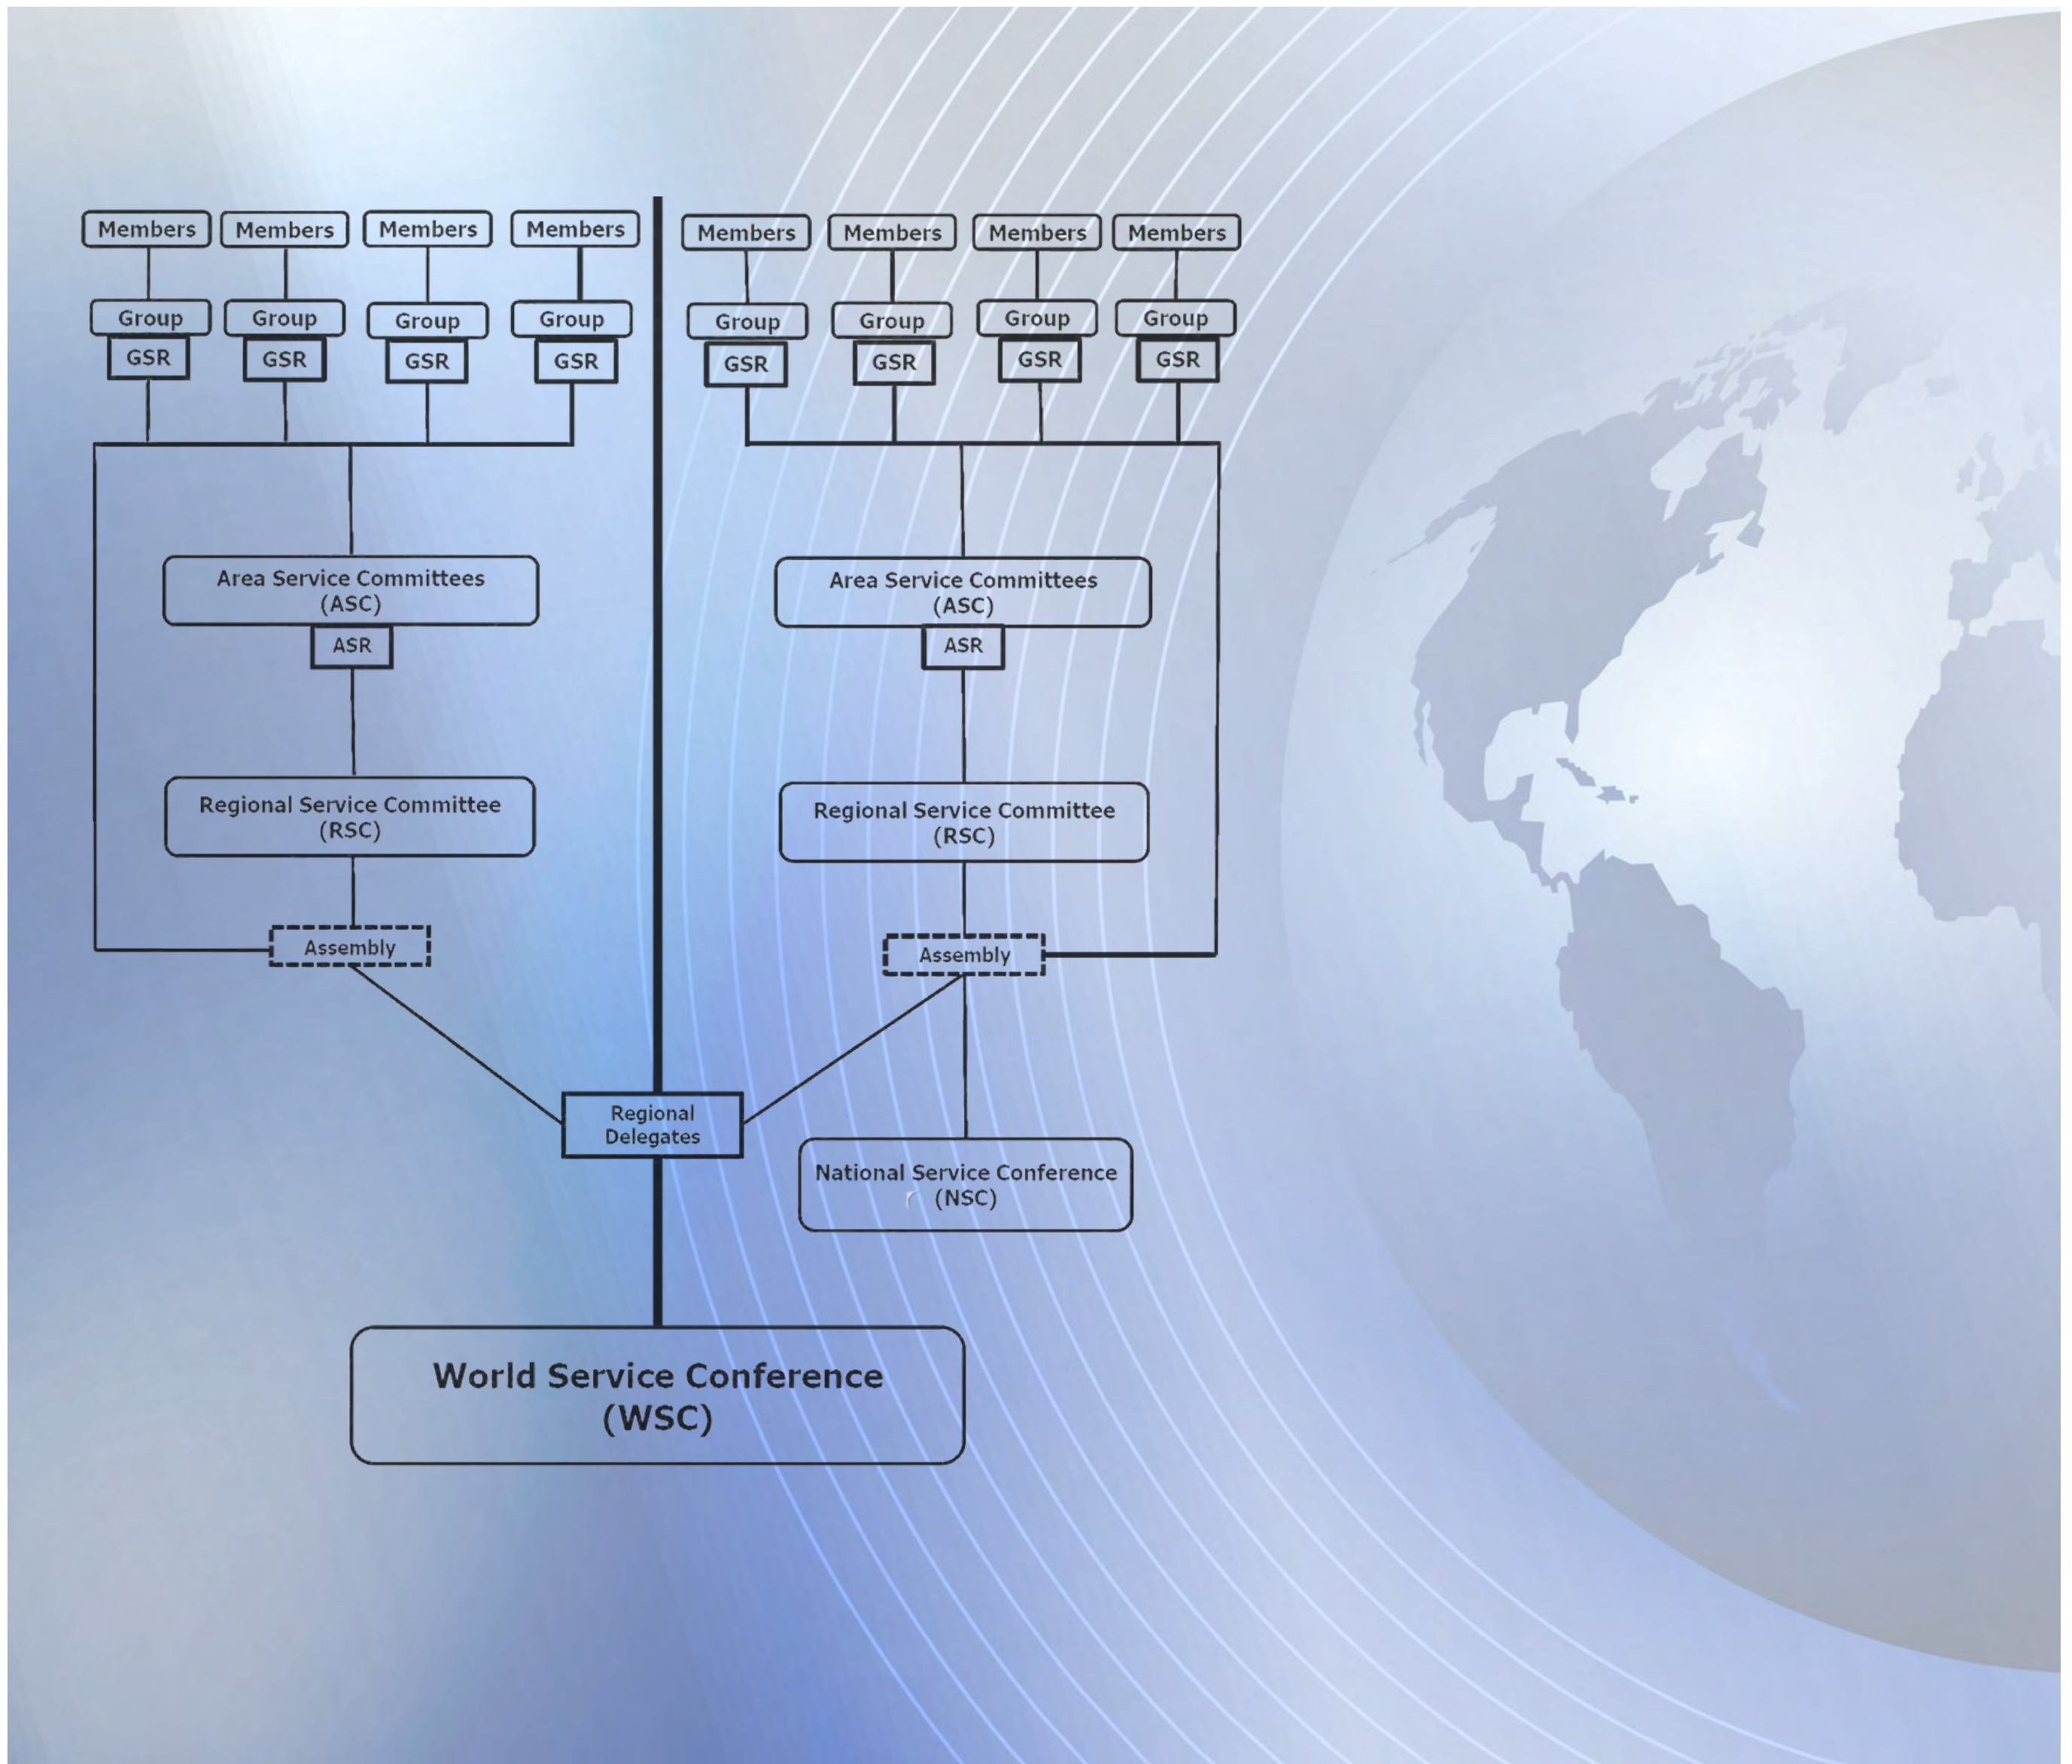 Members
Members
Members
Members
Members
Members
Members
Members
Group
Group
Group
Group
Group
Group
Group
Group
GSR
GSR
GSR
GSR
GSR
GSR
GSR
GSR
Area Service Committees
(ASC)
ASR
Area Service Committees
(ASC)
ASR
Regional Service Committee
(RSC)
Regional Service Committee
(RSC)
Assembly
Assembly
Regional
Delegates
National Service Conference
(NSC)
World Service Conference
(WSC)